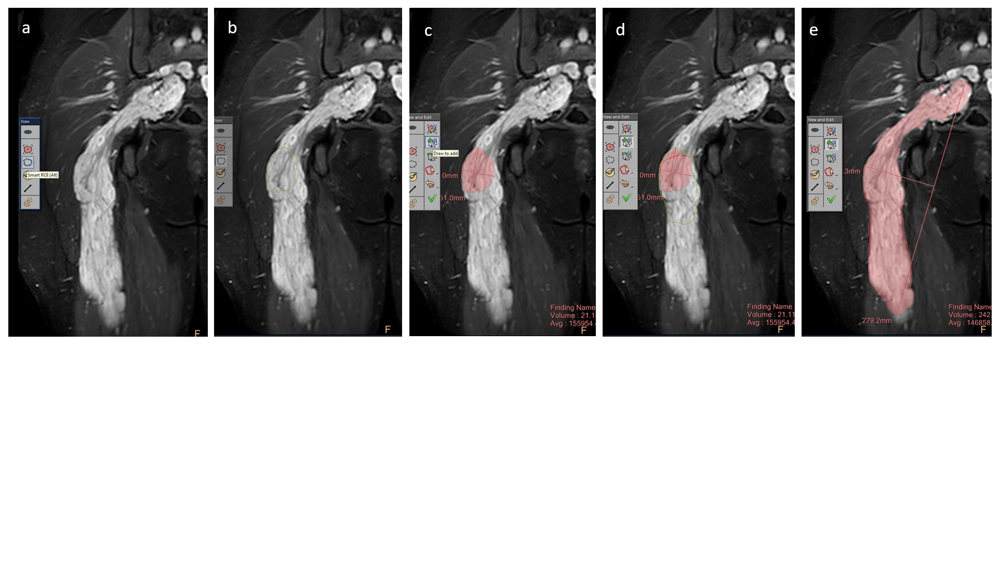 a
New
Smart ROI (All)
F
b
New
F
c
ew and Edit
Draw to add
.0mm
51.0mm
Finding Name
Volume : 21.1
Avg : 155954.
F
d
New and Edit
.0mm
51.0mm
Finding Name
Volume : 21.11
Avg : 155954.4
F
e
New and Edit
.3mm
279.2mm
Finding Name
Volume : 242.
Avg : 146858.
F